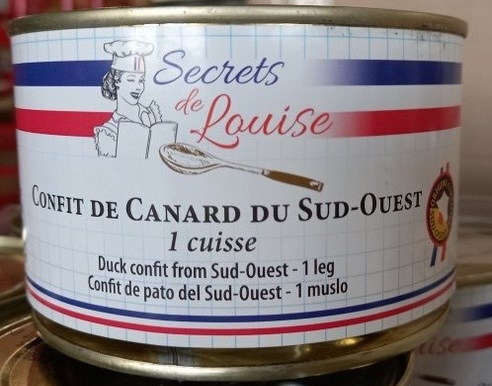 Secrets
de
Louise
CONFIT DE CANARD DU SUD-OUEST
1 cuisse
Duck confit from Sud-Ouest - 1 leg
Confit de pato del Sud-Ouest - 1 muslo